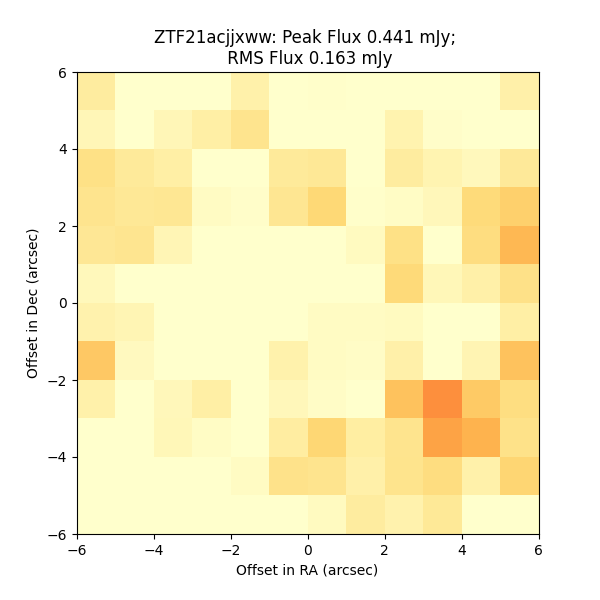 ZTF21acjjxww: Peak Flux 0.441 mJy;
RMS Flux 0.163 mJy
6
4
2
0
−2
−4
−6
Offset in Dec (arcsec)
−6 −4 −2 0 2 4 6
Offset in RA (arcsec)